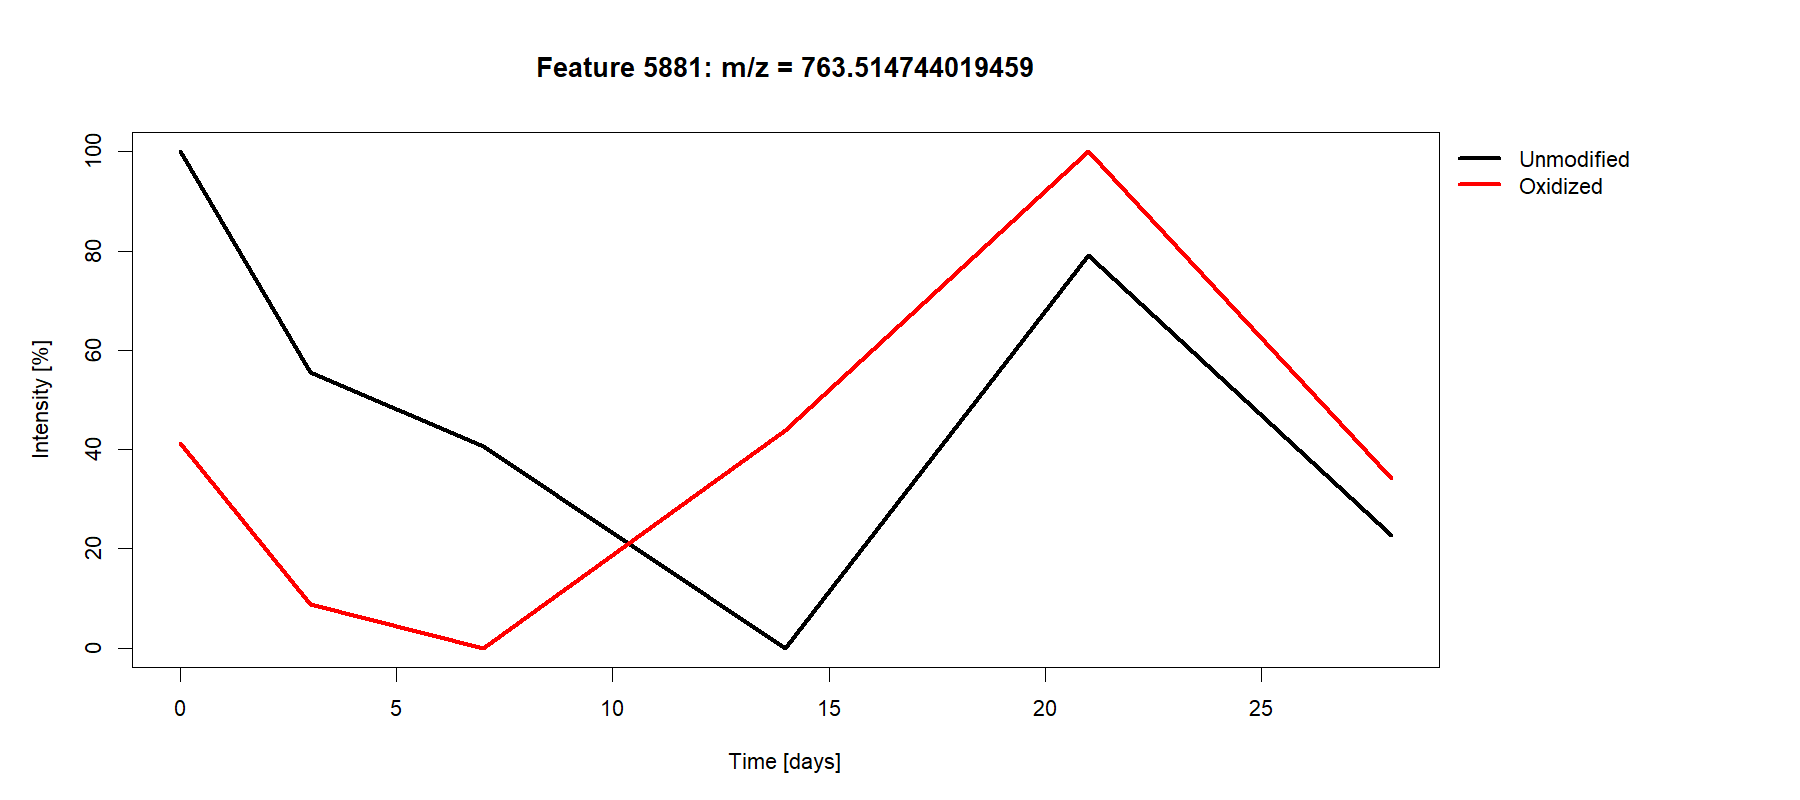 Feature 5881: m/z = 763.514744019459
Unmodified
Oxidized
100
80
60
40
20
0
Intensity [%]
0 5 10 15 20 25
Time [days]